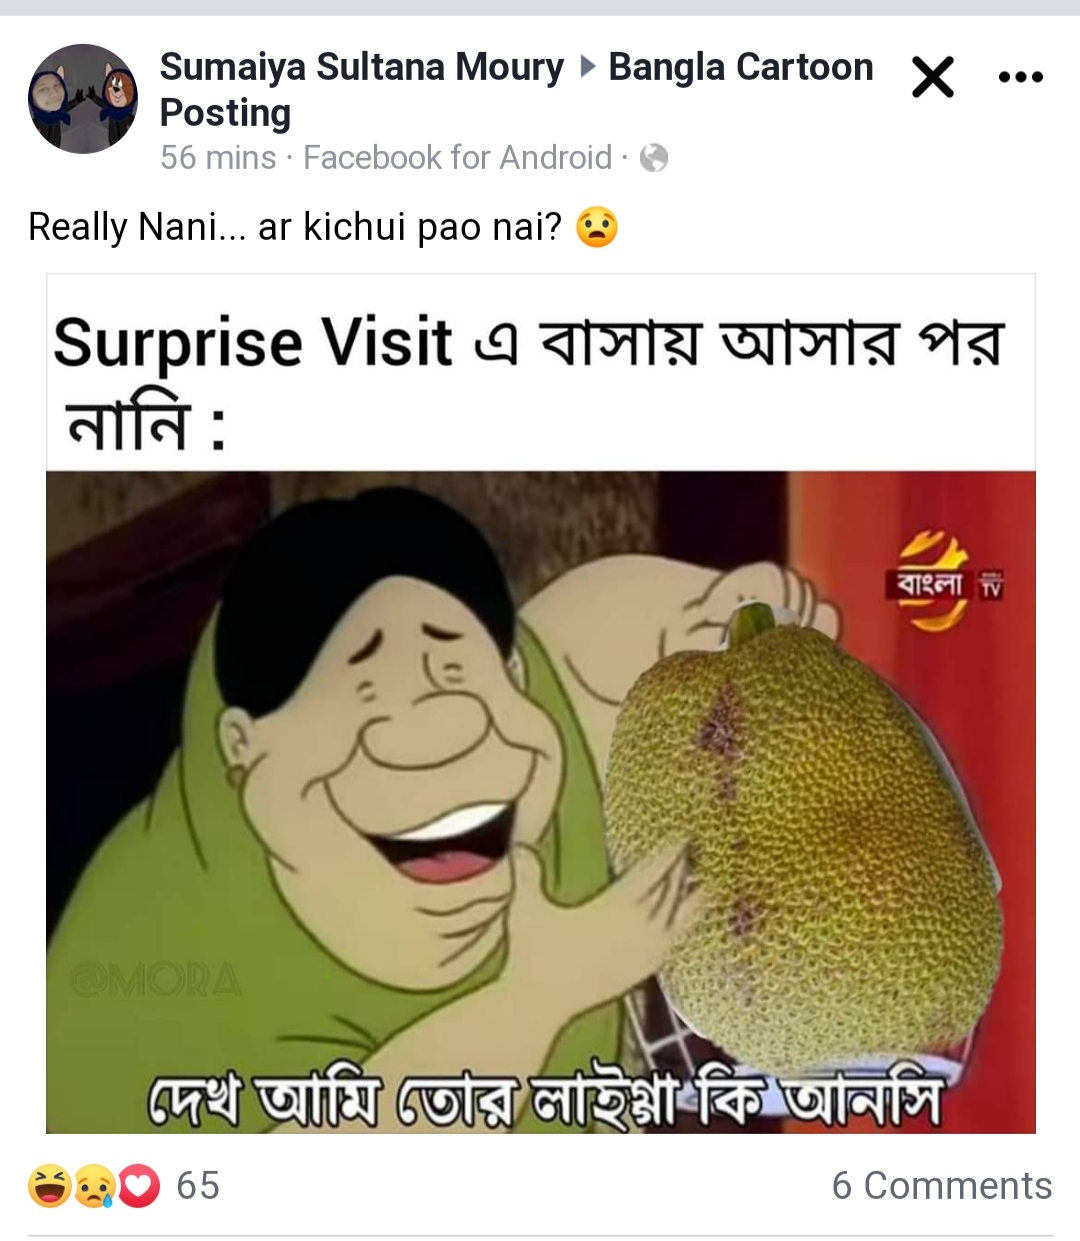 Sumaiya Sultana Moury ▸ Bangla Cartoon
Posting
56 mins · Facebook for Android ·
Really Nani... ar kichui pao nai? 😧
Surprise Visit এ বাসায় আসার পর
নানি :
বাংলা TV
@MORA
দেখ আমি তোর লাইগ্গা কি আনসি
65
6 Comments